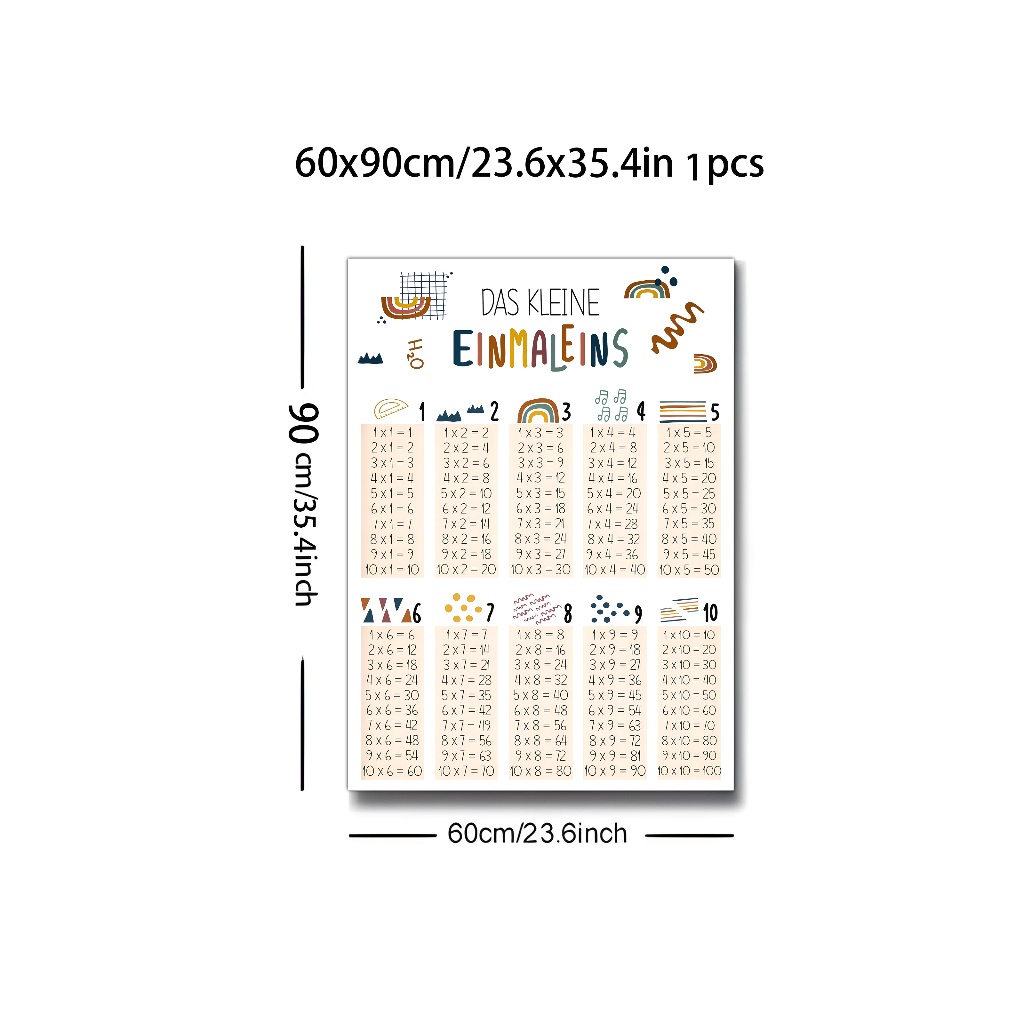 60x90cm/23.6x35.4in 1pcs
90 cm/35.4inch
DAS KLEINE
EINMALEINS
H2O
1 2 3 4 5
1 x 1 = 1 1 x 2 = 2 1 x 3 = 3 1 x 4 = 4 1 x 5 = 5
2 x 1 = 2 2 x 2 = 4 2 x 3 = 6 2 x 4 = 8 2 x 5 = 10
3 x 1 = 3 3 x 2 = 6 3 x 3 = 9 3 x 4 = 12 3 x 5 = 15
4 x 1 = 4 4 x 2 = 8 4 x 3 = 12 4 x 4 = 16 4 x 5 = 20
5 x 1 = 5 5 x 2 = 10 5 x 3 = 15 5 x 4 = 20 5 x 5 = 25
6 x 1 = 6 6 x 2 = 12 6 x 3 = 18 6 x 4 = 24 6 x 5 = 30
7 x 1 = 7 7 x 2 = 14 7 x 3 = 21 7 x 4 = 28 7 x 5 = 35
8 x 1 = 8 8 x 2 = 16 8 x 3 = 24 8 x 4 = 32 8 x 5 = 40
9 x 1 = 9 9 x 2 = 18 9 x 3 = 27 9 x 4 = 36 9 x 5 = 45
10 x 1 = 10 10 x 2 = 20 10 x 3 = 30 10 x 4 = 40 10 x 5 = 50
6 7 8 9 10
1 x 6 = 6 1 x 7 = 7 1 x 8 = 8 1 x 9 = 9 1 x 10 = 10
2 x 6 = 12 2 x 7 = 14 2 x 8 = 16 2 x 9 = 18 2 x 10 = 20
3 x 6 = 18 3 x 7 = 21 3 x 8 = 24 3 x 9 = 27 3 x 10 = 30
4 x 6 = 24 4 x 7 = 28 4 x 8 = 32 4 x 9 = 36 4 x 10 = 40
5 x 6 = 30 5 x 7 = 35 5 x 8 = 40 5 x 9 = 45 5 x 10 = 50
6 x 6 = 36 6 x 7 = 42 6 x 8 = 48 6 x 9 = 54 6 x 10 = 60
7 x 6 = 42 7 x 7 = 49 7 x 8 = 56 7 x 9 = 63 7 x 10 = 70
8 x 6 = 48 8 x 7 = 56 8 x 8 = 64 8 x 9 = 72 8 x 10 = 80
9 x 6 = 54 9 x 7 = 63 9 x 8 = 72 9 x 9 = 81 9 x 10 = 90
10 x 6 = 60 10 x 7 = 70 10 x 8 = 80 10 x 9 = 90 10 x 10 = 100
60cm/23.6inch